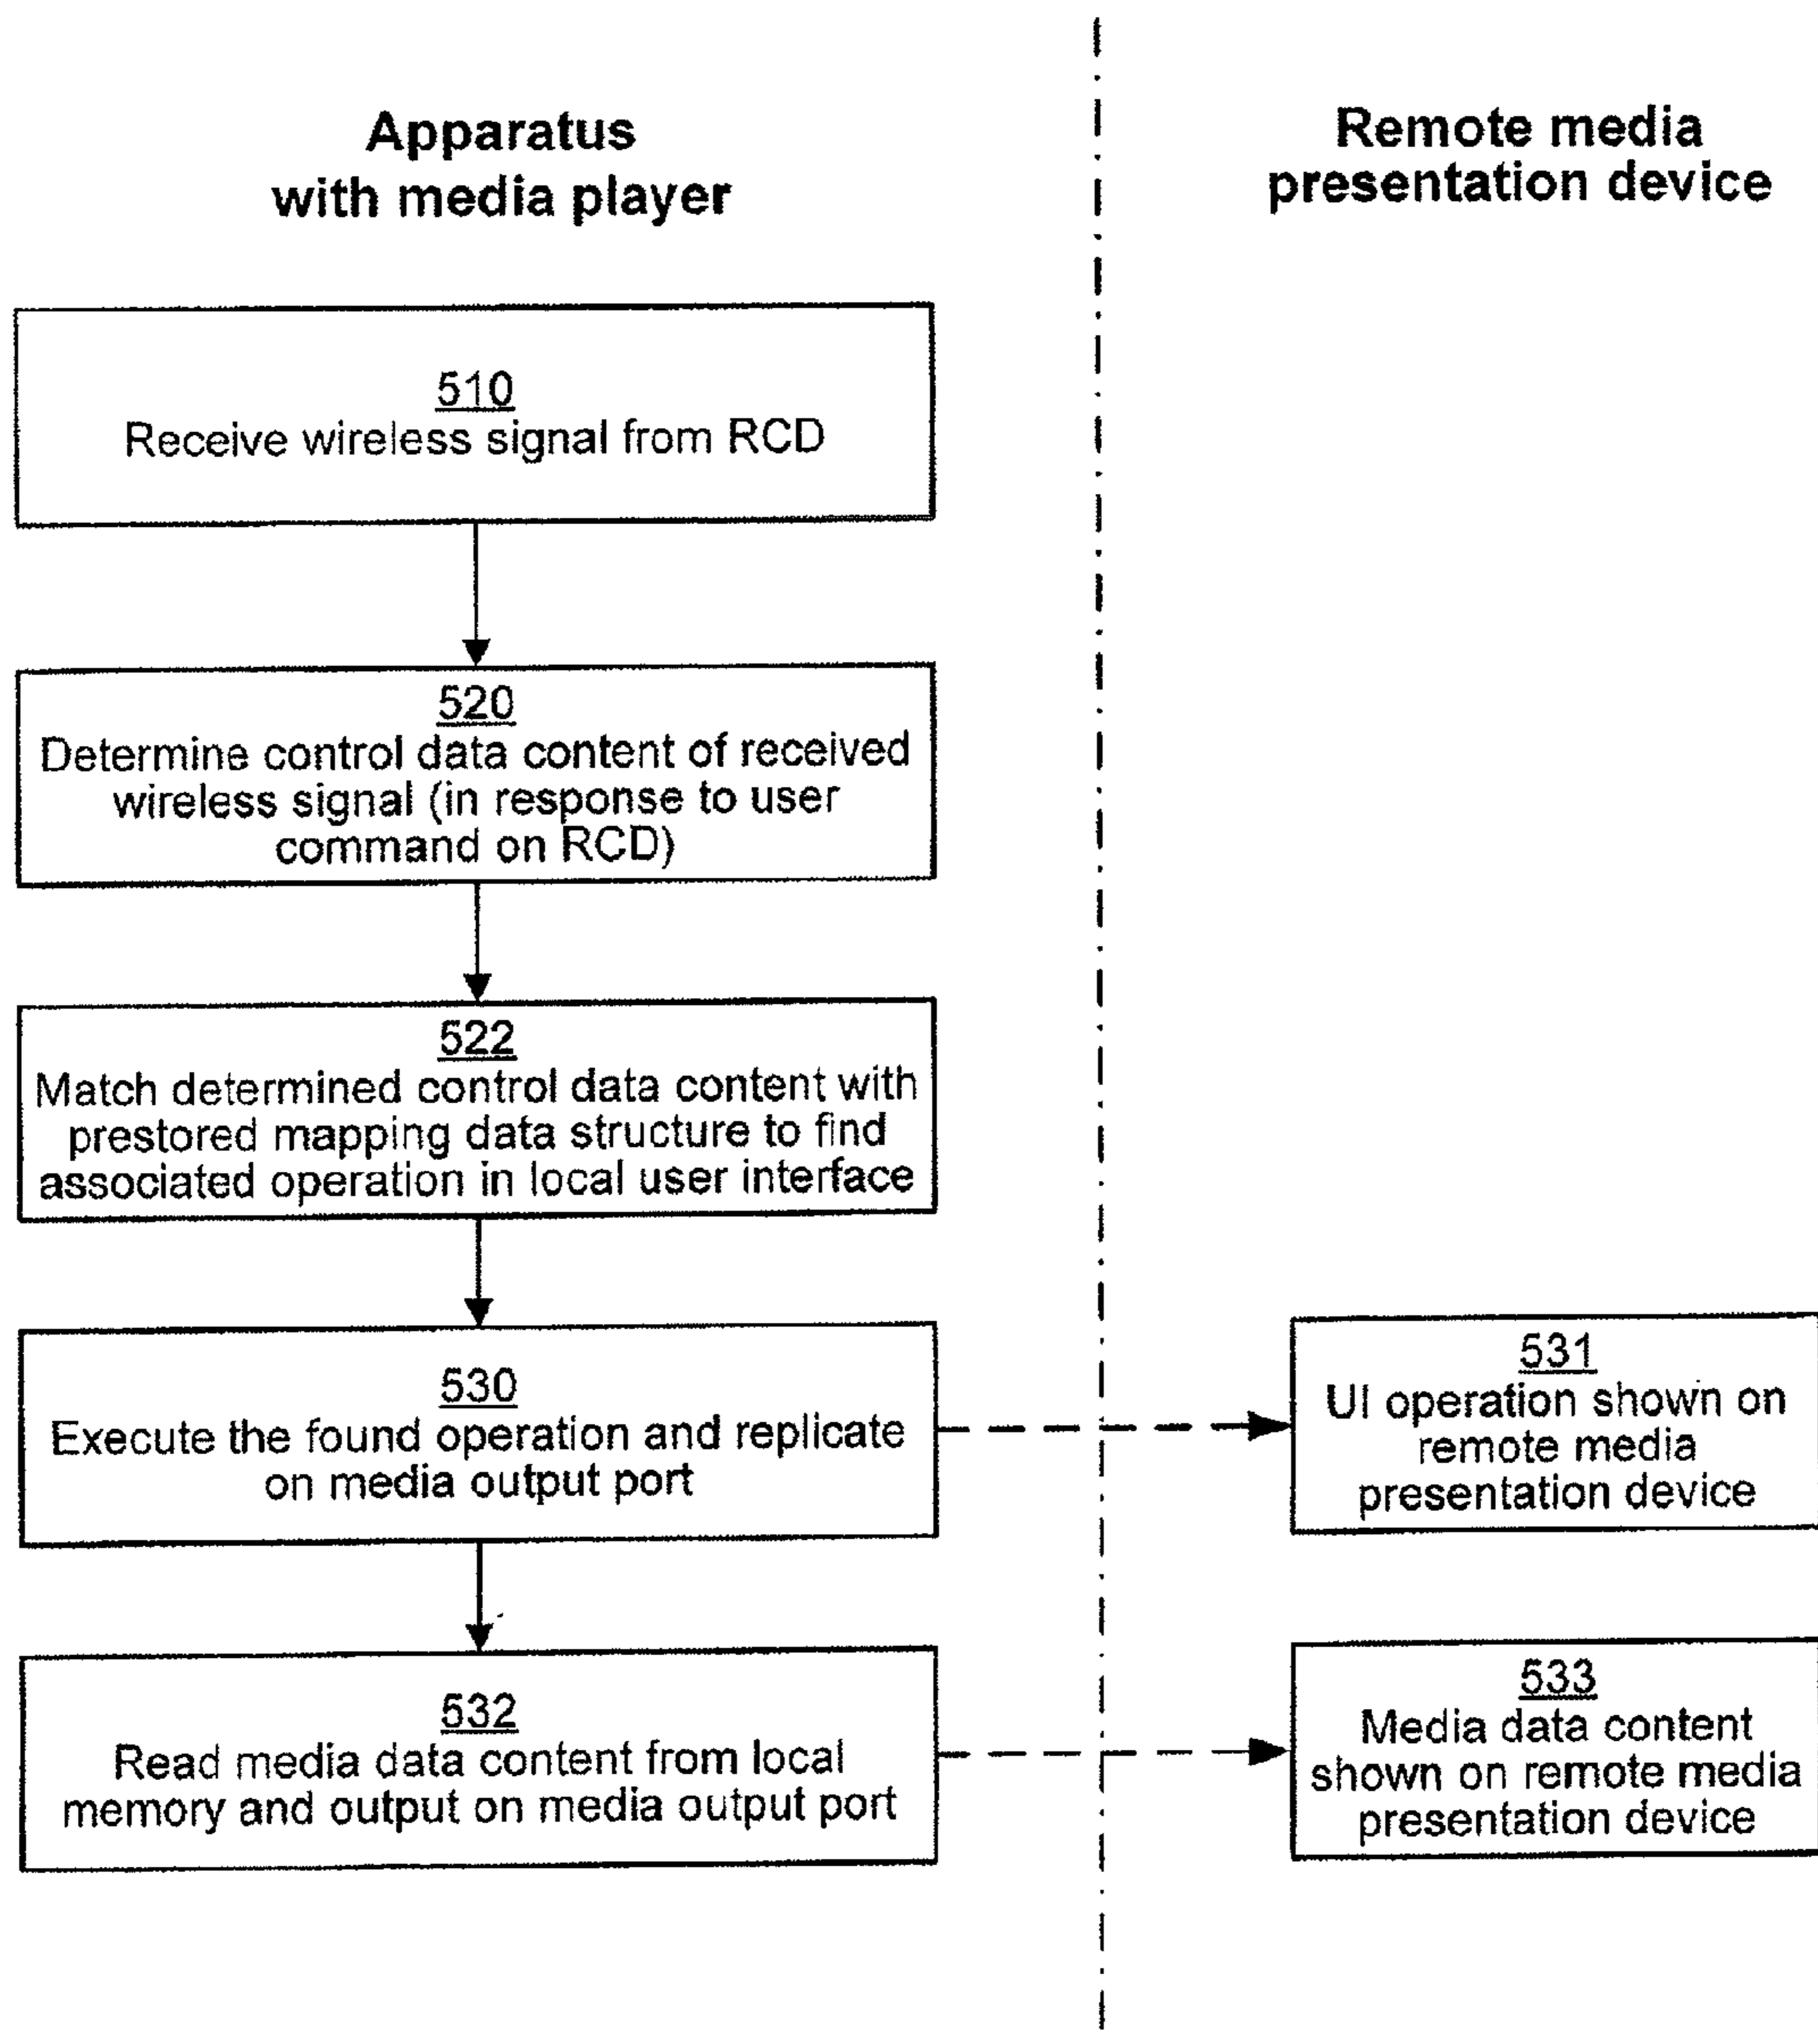 Apparatus
with media player
Remote media
presentation device
510
Receive wireless signal from RCD
520
Determine control data content of received
wireless signal (in response to user
command on RCD)
522
Match determined control data content with
prestored mapping data structure to find
associated operation in local user interface
530
Execute the found operation and replicate
on media output port
531
UI operation shown on
remote media
presentation device
532
Read media data content from local
memory and output on media output port
533
Media data content
shown on remote media
presentation device